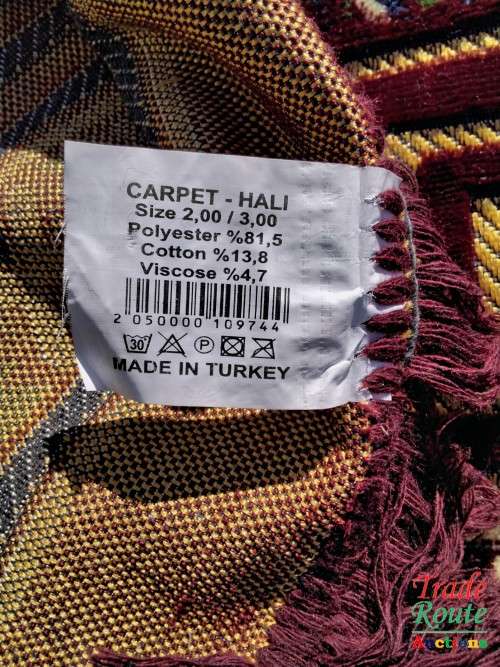 CARPET - HALI
Size 2,00 / 3,00
Polyester %81,5
Cotton %13,8
Viscose %4,7
2 050000 109744
30° P
MADE IN TURKEY
Trade
Route
Auctions